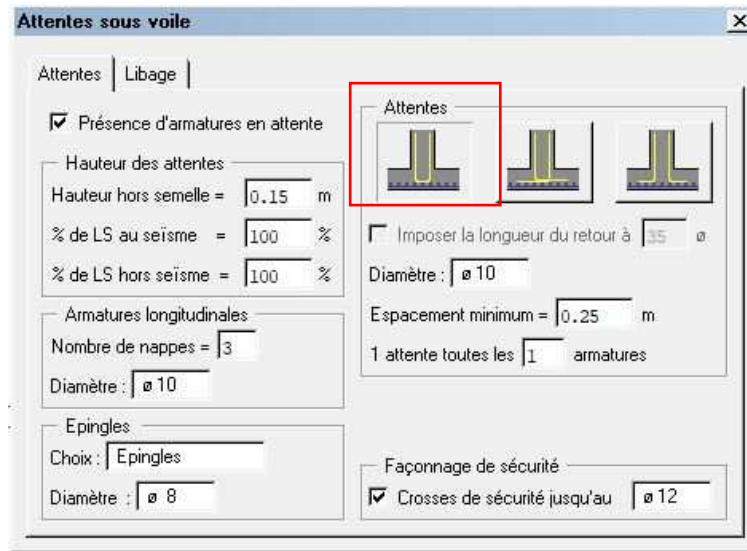 Attentes sous voile
Attentes
Libage
Présence d'armatures en attente
Hauteur des attentes
Hauteur hors semelle = 0.15 m
% de LS au seïsme = 100 %
% de LS hors seïsme = 100 %
Armatures longitudinales
Nombre de nappes = 3
Diamètre : ø 10
Epingles
Choix : Epingles
Diamètre : ø 8
Attentes
Imposer la longueur du retour à 35 ø
Diamètre : ø 10
Espacement minimum = 0.25 m
1 attente toutes les 1 armatures
Façonnage de sécurité
Crosses de sécurité jusqu'au ø 12